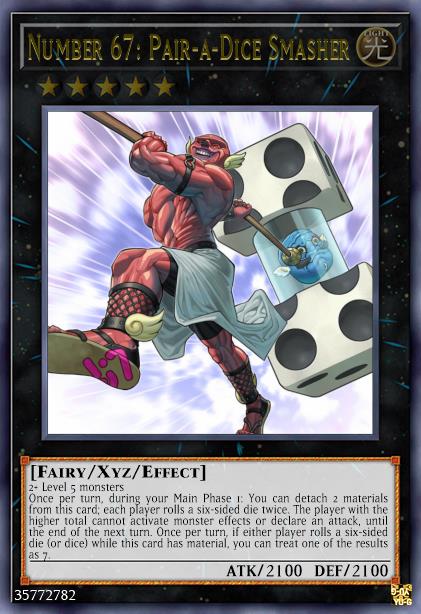 Number 67: Pair-a-Dice Smasher
LIGHT
光
67
[Fairy/Xyz/Effect]
2+ Level 5 monsters
Once per turn, during your Main Phase 1: You can detach 2 materials
from this card; each player rolls a six-sided die twice. The player with the
higher total cannot activate monster effects or declare an attack, until
the end of the next turn. Once per turn, if either player rolls a six-sided
die (or dice) while this card has material, you can treat one of the results
as 7.
ATK/2100 DEF/2100
35772782